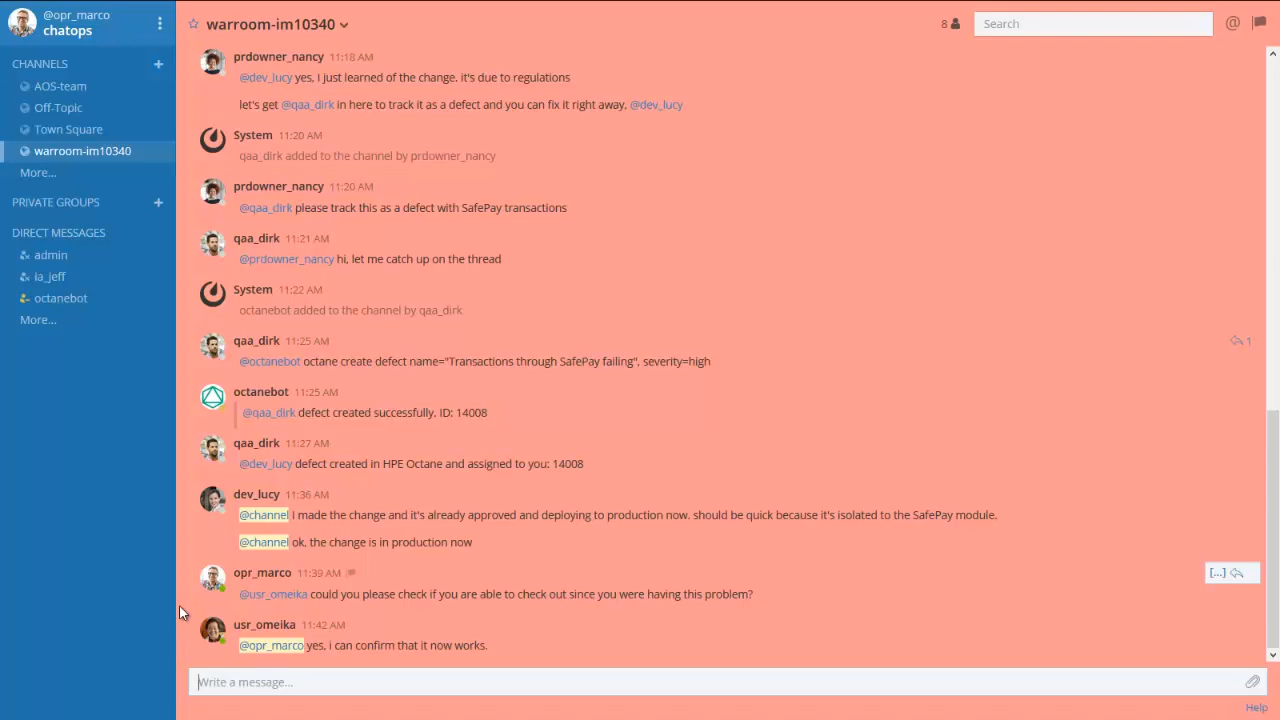 @opr_marco
chatops
CHANNELS
+
AOS-team
Off-Topic
Town Square
warroom-im10340
More...
PRIVATE GROUPS
+
DIRECT MESSAGES
admin
ia_jeff
octanebot
More...
warroom-im10340
8
Search
@
prdowner_nancy 11:18 AM
@dev_lucy yes, i just learned of the change. it's due to regulations
let's get @qaa_dirk in here to track it as a defect and you can fix it right away, @dev_lucy
System 11:20 AM
qaa_dirk added to the channel by prdowner_nancy
prdowner_nancy 11:20 AM
@qaa_dirk please track this as a defect with SafePay transactions
qaa_dirk 11:21 AM
@prdowner_nancy hi, let me catch up on the thread
System 11:22 AM
octanebot added to the channel by qaa_dirk
qaa_dirk 11:25 AM
1
@octanebot octane create defect name="Transactions through SafePay failing", severity=high
octanebot 11:25 AM
@qaa_dirk defect created successfully, ID: 14008
qaa_dirk 11:27 AM
@dev_lucy defect created in HPE Octane and assigned to you: 14008
dev_lucy 11:36 AM
@channel i made the change and it's already approved and deploying to production now. should be quick because it's isolated to the SafePay module.
@channel ok. the change is in production now
opr_marco 11:39 AM
[...]
@usr_omeika could you please check if you are able to check out since you were having this problem?
usr_omeika 11:42 AM
@opr_marco yes, i can confirm that it now works.
Write a message...
Help